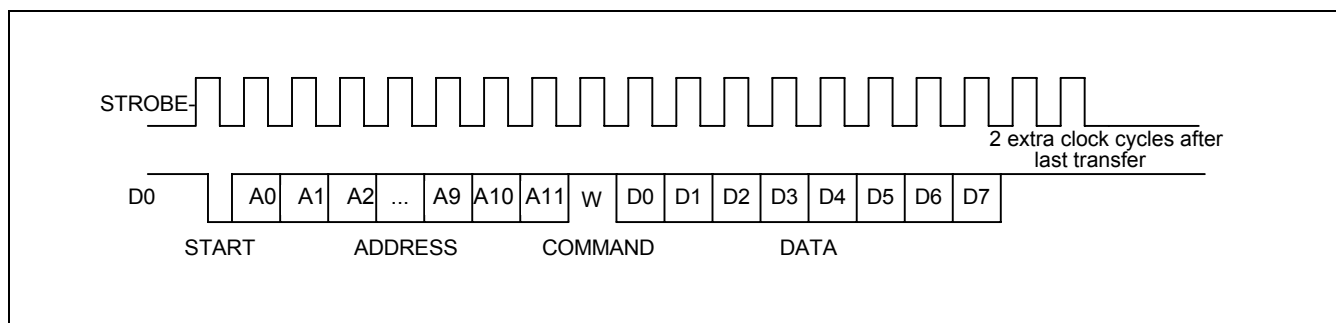 STROBE-
2 extra clock cycles after
last transfer
D0 A0 A1 A2 ... A9 A10 A11 W D0 D1 D2 D3 D4 D5 D6 D7
START ADDRESS COMMAND DATA